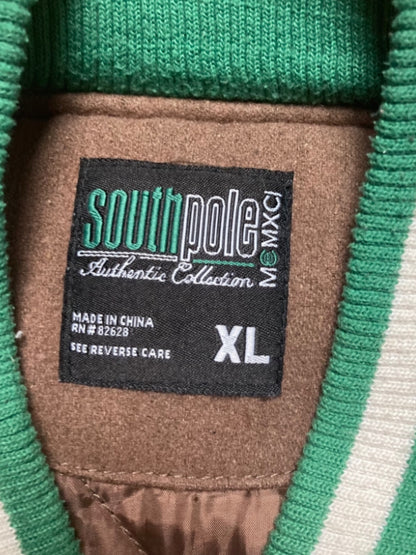 southpole
Authentic Collection
MCMXCI
MADE IN CHINA
RN# 82628
SEE REVERSE CARE
XL